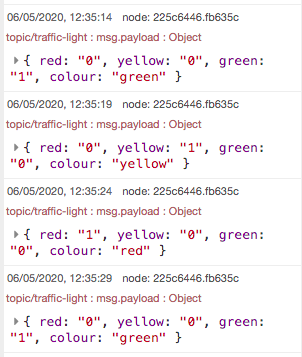 06/05/2020, 12:35:14 node: 225c6446.fb635c
topic/traffic-light : msg.payload : Object
▸{ red: "0", yellow: "0", green:
"1", colour: "green" }
06/05/2020, 12:35:19 node: 225c6446.fb635c
topic/traffic-light : msg.payload : Object
▸{ red: "0", yellow: "1", green:
"0", colour: "yellow" }
06/05/2020, 12:35:24 node: 225c6446.fb635c
topic/traffic-light : msg.payload : Object
▸{ red: "1", yellow: "0", green:
"0", colour: "red" }
06/05/2020, 12:35:29 node: 225c6446.fb635c
topic/traffic-light : msg.payload : Object
▸{ red: "0", yellow: "0", green:
"1", colour: "green" }